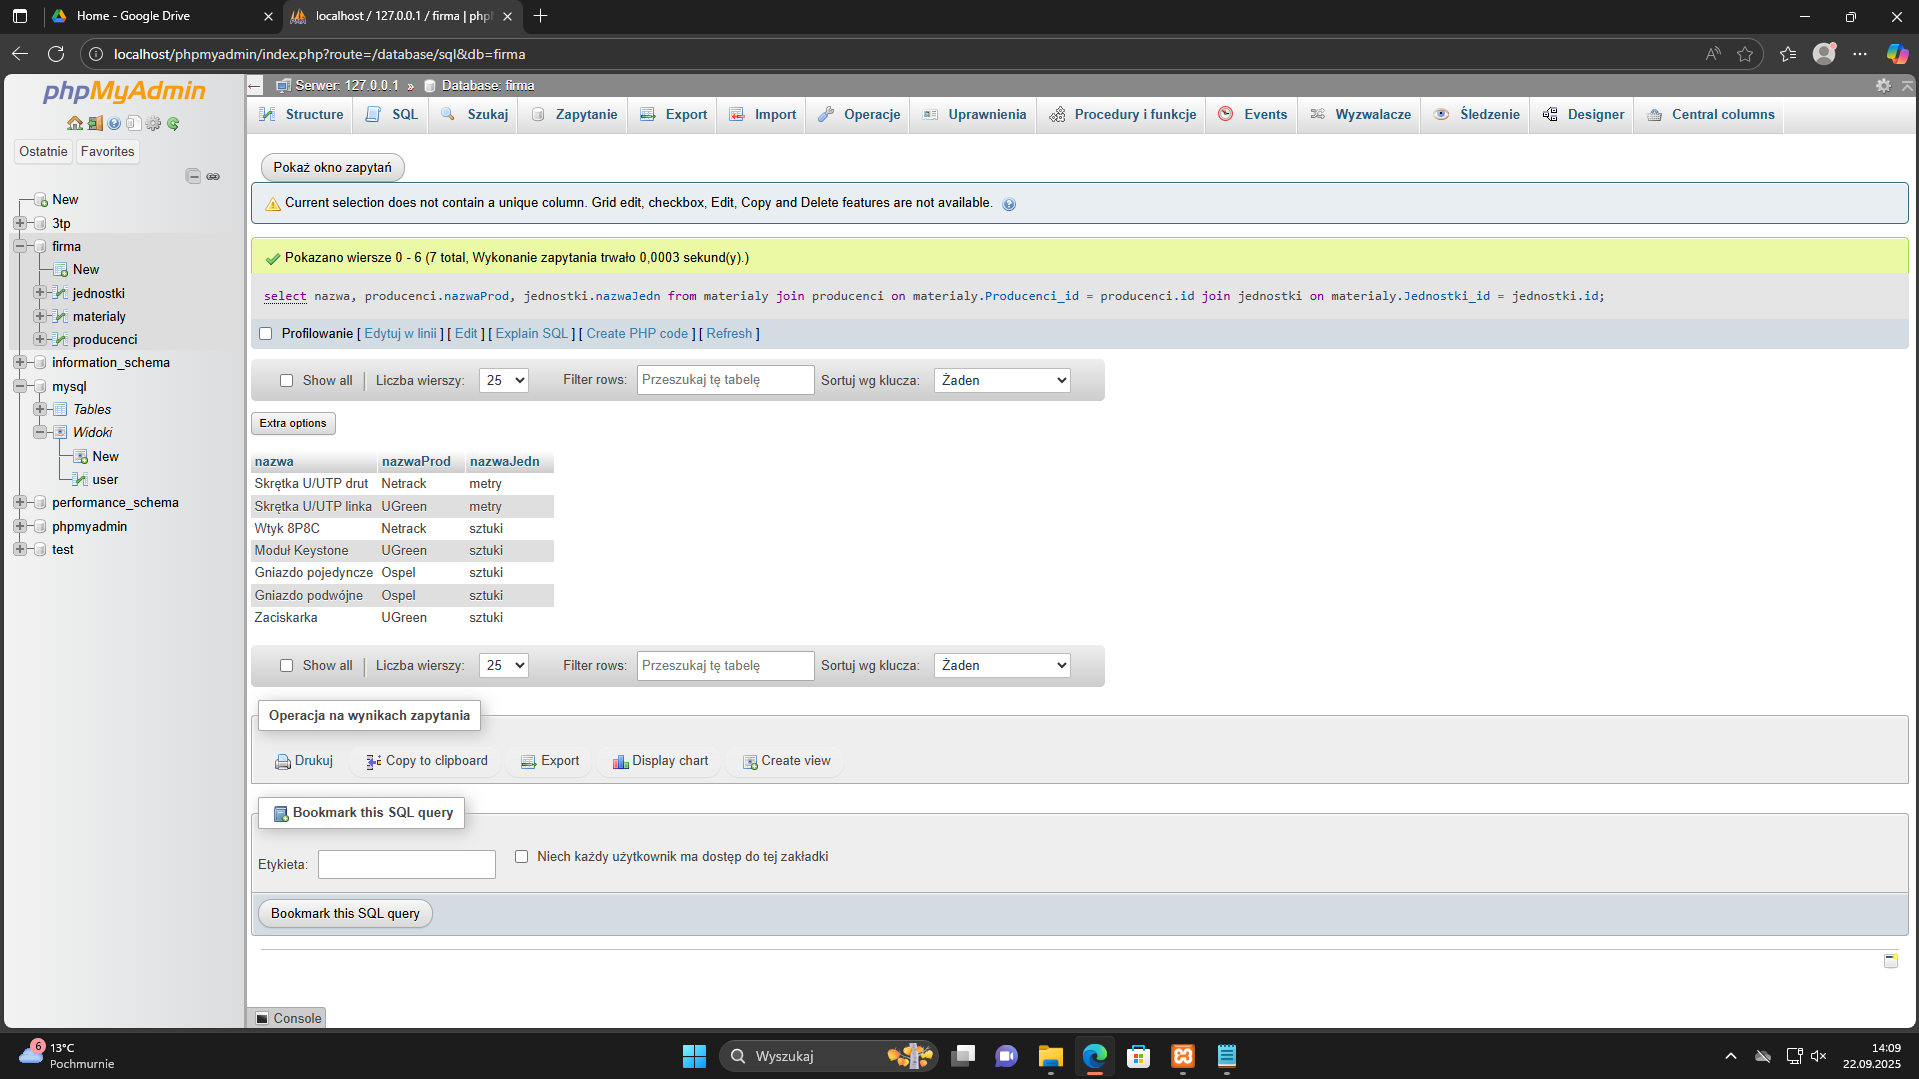 Home - Google Drive
localhost / 127.0.0.1 / firma | php
localhost/phpmyadmin/index.php?route=/database/sql&db=firma
phpMyAdmin
Ostatnie
Favorites
New
3tp
firma
New
jednostki
materialy
producenci
information_schema
mysql
Tables
Widoki
New
user
performance_schema
phpmyadmin
test
Serwer: 127.0.0.1 » Database: firma
Structure
SQL
Szukaj
Zapytanie
Export
Import
Operacje
Uprawnienia
Procedury i funkcje
Events
Wyzwalacze
Śledzenie
Designer
Central columns
Pokaż okno zapytań
Current selection does not contain a unique column. Grid edit, checkbox, Edit, Copy and Delete features are not available.
Pokazano wiersze 0 - 6 (7 total, Wykonanie zapytania trwało 0,0003 sekund(y).)
select nazwa, producenci.nazwaProd, jednostki.nazwaJedn from materialy join producenci on materialy.Producenci_id = producenci.id join jednostki on materialy.Jednostki_id = jednostki.id;
Profilowanie [ Edytuj w linii ] [ Edit ] [ Explain SQL ] [ Create PHP code ] [ Refresh ]
Show all | Liczba wierszy: 25 Filter rows: Przeszukaj tę tabelę Sortuj wg klucza: Żaden
Extra options
nazwa nazwaProd nazwaJedn
Skrętka U/UTP drut Netrack metry
Skrętka U/UTP linka UGreen metry
Wtyk 8P8C Netrack sztuki
Moduł Keystone UGreen sztuki
Gniazdo pojedyncze Ospel sztuki
Gniazdo podwójne Ospel sztuki
Zaciskarka UGreen sztuki
Show all | Liczba wierszy: 25 Filter rows: Przeszukaj tę tabelę Sortuj wg klucza: Żaden
Operacja na wynikach zapytania
Drukuj Copy to clipboard Export Display chart Create view
Bookmark this SQL query
Etykieta: Niech każdy użytkownik ma dostęp do tej zakładki
Bookmark this SQL query
Console
6
13°C
Pochmurnie
Wyszukaj
14:09
22.09.2025